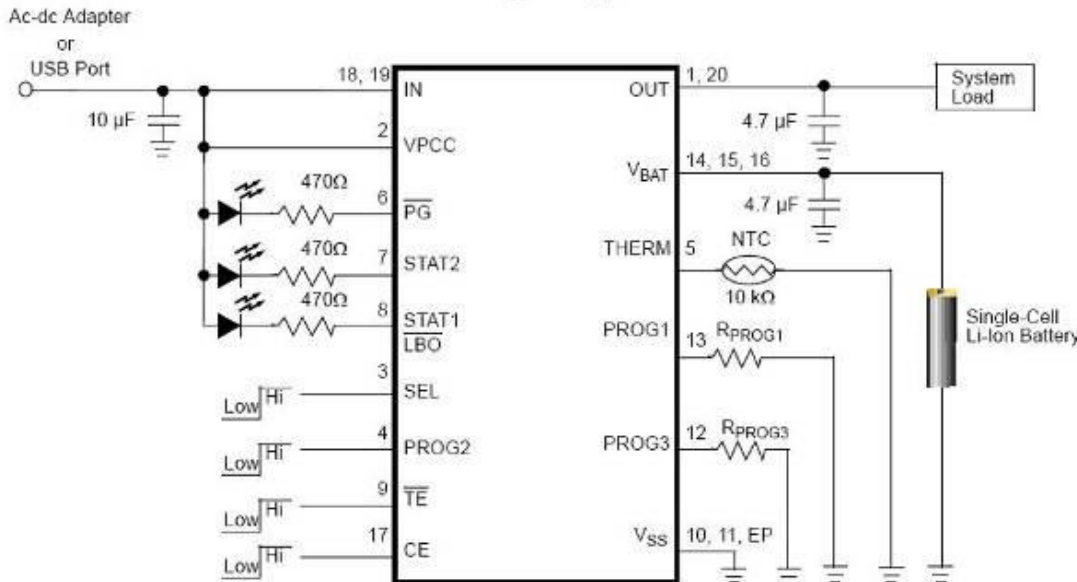 Ac-dc Adapter
or
USB Port
10 µF
18, 19
IN
2
VPCC
470Ω
6
PG
470Ω
7
STAT2
470Ω
8
STAT1
LBO
3
Low Hi
SEL
4
Low Hi
PROG2
9
Low Hi
TE
17
Low Hi
CE
OUT
1, 20
4.7 µF
System
Load
VBAT
14, 15, 16
4.7 µF
THERM
5
NTC
10 kΩ
Single-Cell
Li-Ion Battery
PROG1
13
RPROG1
PROG3
12
RPROG3
VSS
10, 11, EP